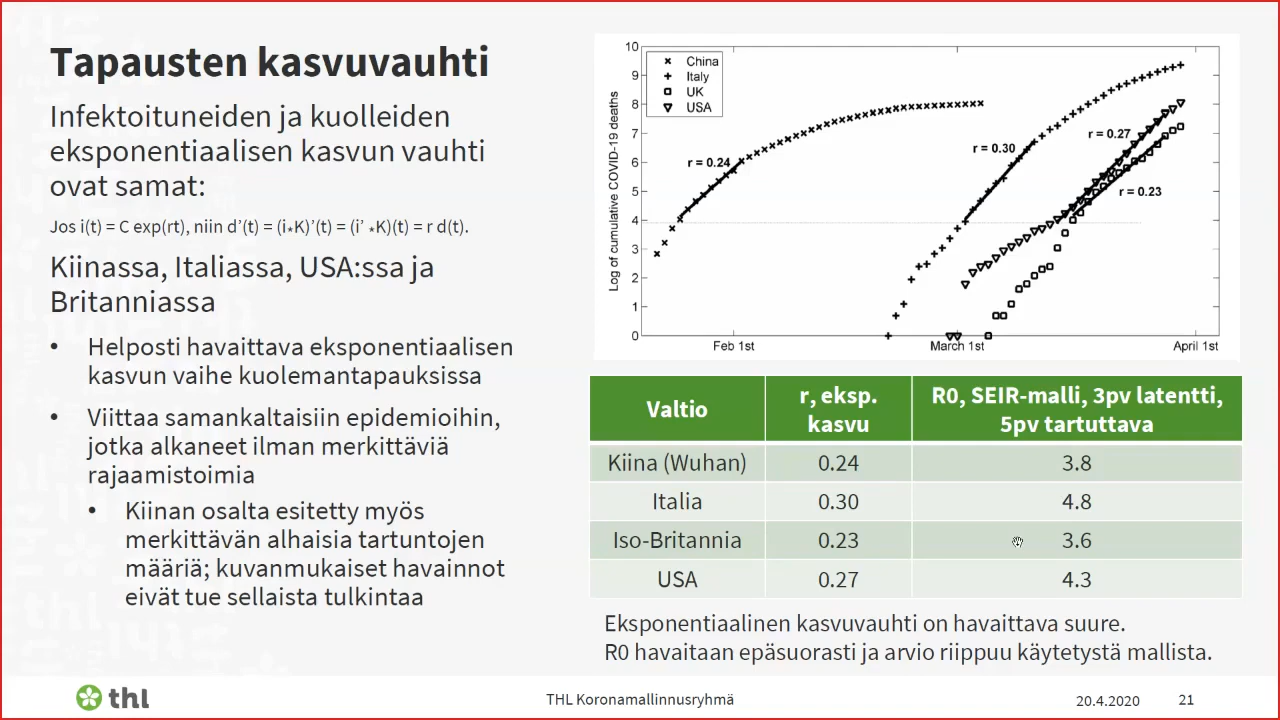 Tapausten kasvuvauhti
Infektoituneiden ja kuolleiden
eksponentiaalisen kasvun vauhti
ovat samat:
Jos i(t) = C exp(rt), niin d’(t) = (i⋆K)’(t) = (i’ ⋆K)(t) = r d(t).
Kiinassa, Italiassa, USA:ssa ja
Britanniassa
• Helposti havaittava eksponentiaalisen
kasvun vaihe kuolemantapauksissa
• Viittaa samankaltaisiin epidemioihin,
jotka alkaneet ilman merkittäviä
rajaamistoimia
• Kiinan osalta esitetty myös
merkittävän alhaisia tartuntojen
määriä; kuvanmukaiset havainnot
eivät tue sellaista tulkintaa
Log of cumulative COVID-19 deaths
10
9
8
7
6
5
4
3
2
1
0
China
Italy
UK
USA
r = 0.24
r = 0.30
r = 0.27
r = 0.23
Feb 1st March 1st April 1st
Valtio r, eksp. kasvu R0, SEIR-malli, 3pv latentti, 5pv tartuttava
Kiina (Wuhan) 0.24 3.8
Italia 0.30 4.8
Iso-Britannia 0.23 3.6
USA 0.27 4.3
Eksponentiaalinen kasvuvauhti on havaittava suure.
R0 havaitaan epäsuorasti ja arvio riippuu käytetystä mallista.
thl
THL Koronamallinnusryhmä
20.4.2020 21